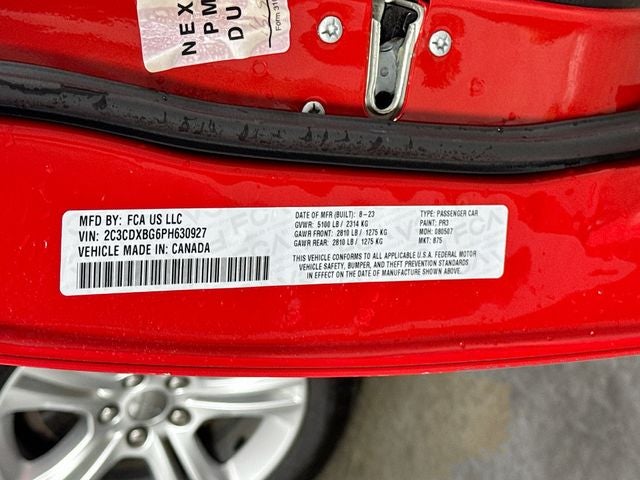 NEX
PM
DU
MFD BY: FCA US LLC
VIN: 2C3CDXBG6PH630927
VEHICLE MADE IN: CANADA
DATE OF MFR (BUILT): 8-23
GVWR: 5100 LB / 2314 KG
GAWR FRONT: 2810 LB / 1275 KG
GAWR REAR: 2810 LB / 1275 KG
TYPE: PASSENGER CAR
PAINT: PR3
MDH: 080507
MKT: 875
THIS VEHICLE CONFORMS TO ALL APPLICABLE U.S.A. FEDERAL MOTOR
VEHICLE SAFETY, BUMPER, AND THEFT PREVENTION STANDARDS
IN EFFECT ON THE DATE OF MANUFACTURE SHOWN ABOVE.